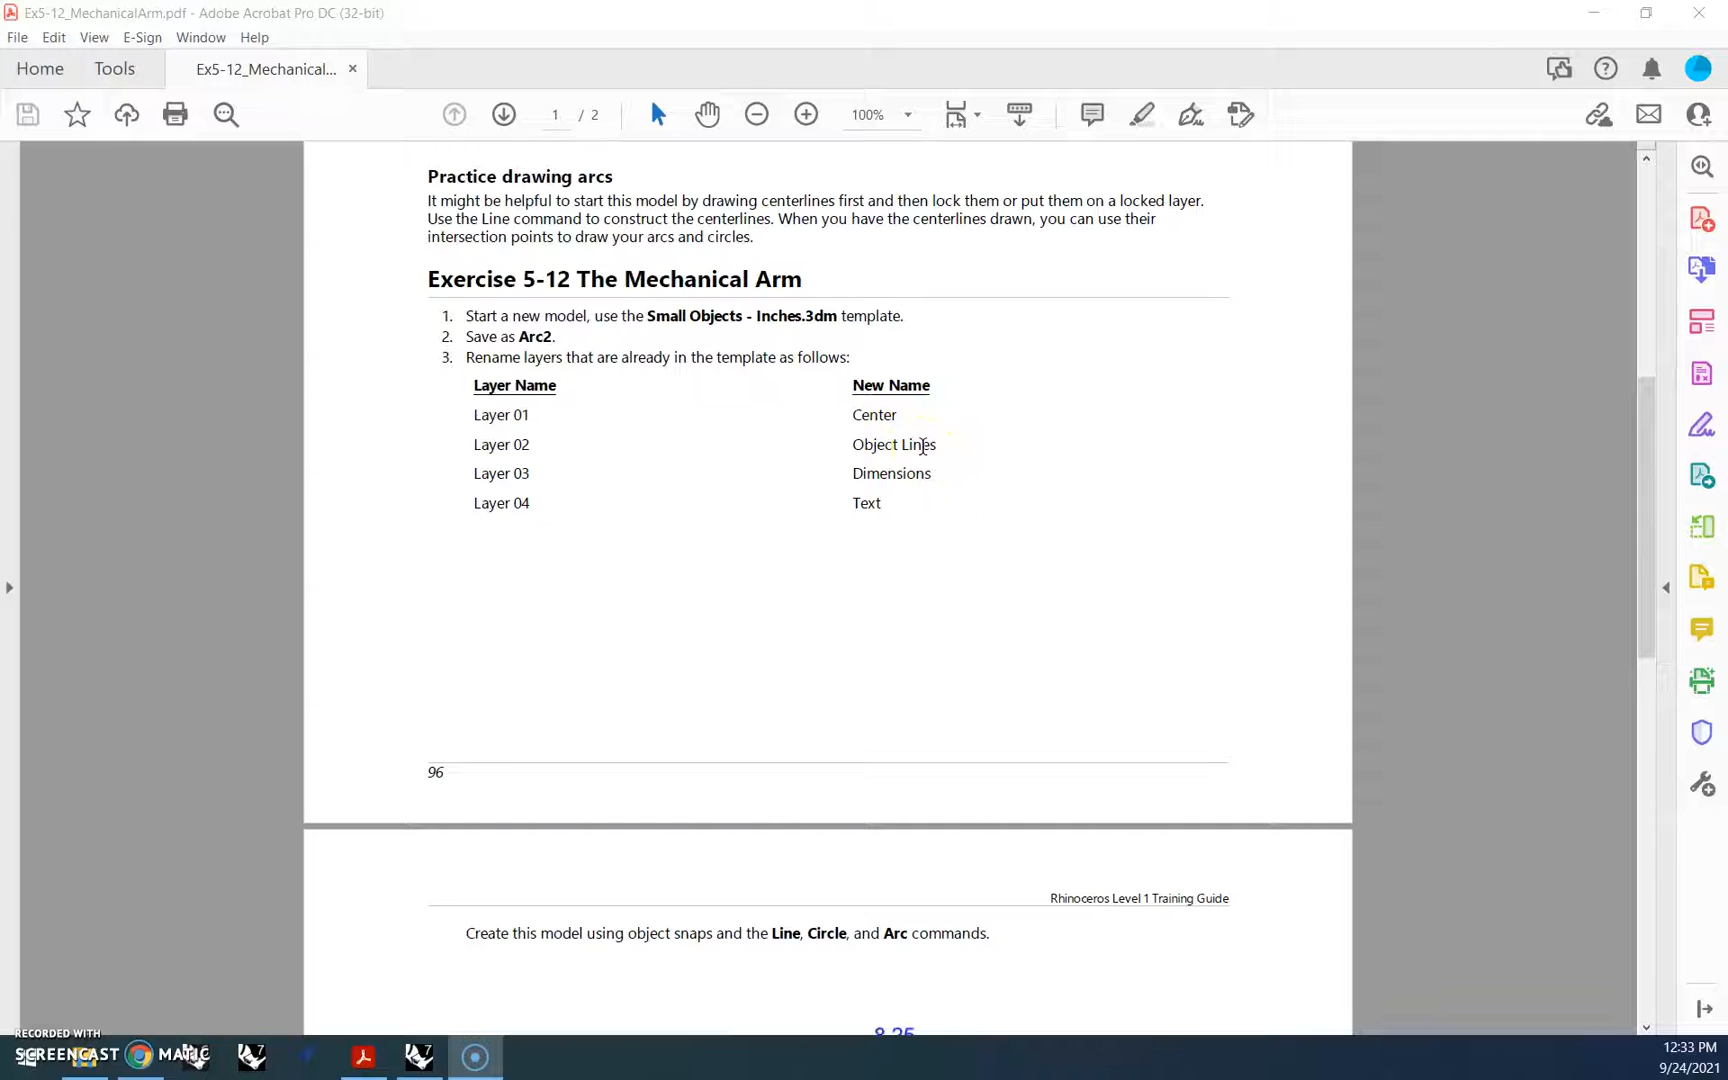 Ex5-12_MechanicalArm.pdf - Adobe Acrobat Pro DC (32-bit)
File Edit View E-Sign Window Help
Home Tools Ex5-12_Mechanical... ×
1 / 2 100%
Practice drawing arcs
It might be helpful to start this model by drawing centerlines first and then lock them or put them on a locked layer.
Use the Line command to construct the centerlines. When you have the centerlines drawn, you can use their
intersection points to draw your arcs and circles.
Exercise 5-12 The Mechanical Arm
1. Start a new model, use the Small Objects - Inches.3dm template.
2. Save as Arc2.
3. Rename layers that are already in the template as follows:
Layer Name New Name
Layer 01 Center
Layer 02 Object Lines
Layer 03 Dimensions
Layer 04 Text
96
Rhinoceros Level 1 Training Guide
Create this model using object snaps and the Line, Circle, and Arc commands.
8.25
RECORDED WITH
SCREENCAST MATIC
12:33 PM
9/24/2021